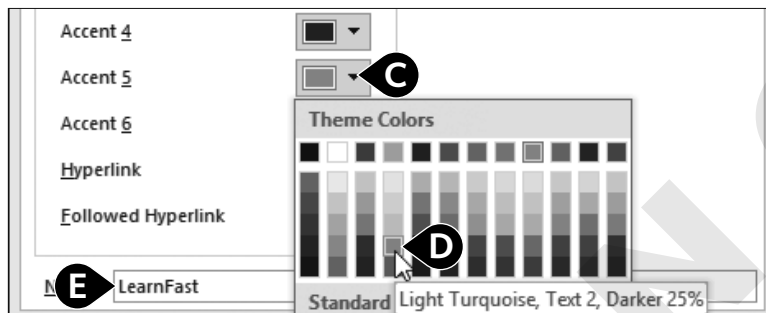 Accent 4
Accent 5
C
Accent 6
Theme Colors
Hyperlink
Followed Hyperlink
D
E
LearnFast
Standard
Light Turquoise, Text 2, Darker 25%